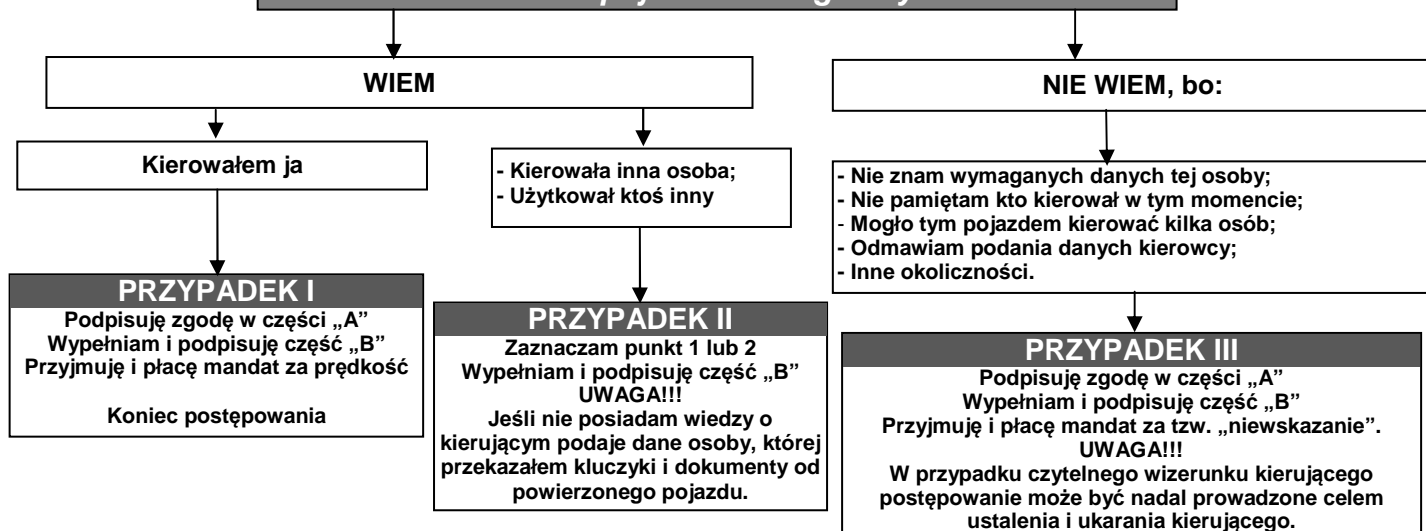 WIEM
NIE WIEM, bo:
Kierowałem ja
- Kierowała inna osoba;
- Użytkował ktoś inny
- Nie znam wymaganych danych tej osoby;
- Nie pamiętam kto kierował w tym momencie;
- Mogło tym pojazdem kierować kilka osób;
- Odmawiam podania danych kierowcy;
- Inne okoliczności.
PRZYPADEK I
Podpisuję zgodę w części „A”
Wypełniam i podpisuję część „B”
Przyjmuję i płacę mandat za prędkość
Koniec postępowania
PRZYPADEK II
Zaznaczam punkt 1 lub 2
Wypełniam i podpisuję część „B”
UWAGA!!!
Jeśli nie posiadam wiedzy o
kierującym podaje dane osoby, której
przekazałem kluczyki i dokumenty od
powierzonego pojazdu.
PRZYPADEK III
Podpisuję zgodę w części „A”
Wypełniam i podpisuję część „B”
Przyjmuję i płacę mandat za tzw. „niewskazanie”.
UWAGA!!!
W przypadku czytelnego wizerunku kierującego
postępowanie może być nadal prowadzone celem
ustalenia i ukarania kierującego.